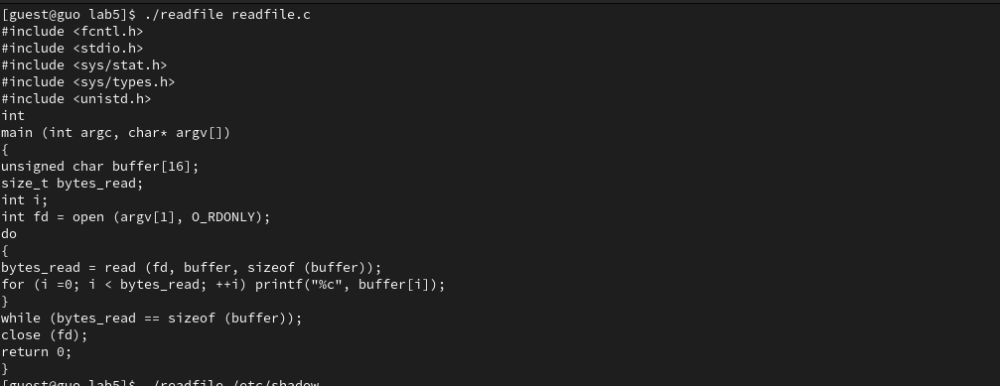 [guest@guo lab5]$ ./readfile readfile.c
#include <fcntl.h>
#include <stdio.h>
#include <sys/stat.h>
#include <sys/types.h>
#include <unistd.h>
int
main (int argc, char* argv[])
{
unsigned char buffer[16];
size_t bytes_read;
int i;
int fd = open (argv[1], O_RDONLY);
do
{
bytes_read = read (fd, buffer, sizeof (buffer));
for (i =0; i < bytes_read; ++i) printf("%c", buffer[i]);
}
while (bytes_read == sizeof (buffer));
close (fd);
return 0;
}
[guest@guo lab5]$ ./readfile /etc/shadow